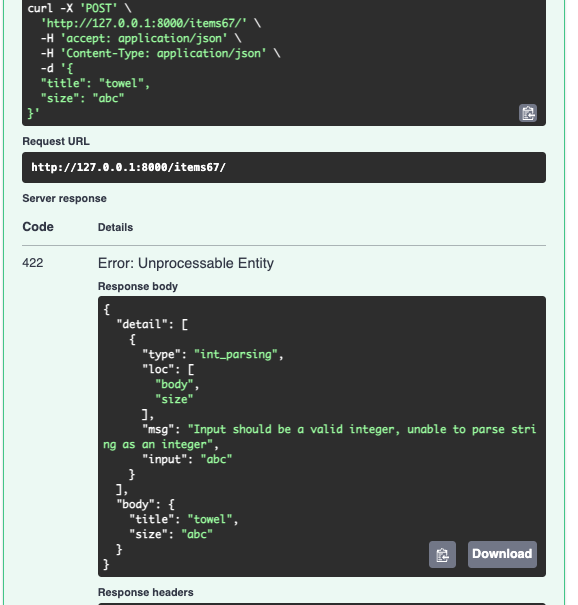 curl -X 'POST' \
  'http://127.0.0.1:8000/items67/' \
  -H 'accept: application/json' \
  -H 'Content-Type: application/json' \
  -d '{
  "title": "towel",
  "size": "abc"
}'
Request URL
http://127.0.0.1:8000/items67/
Server response
Code Details
422 Error: Unprocessable Entity
Response body
{
  "detail": [
    {
      "type": "int_parsing",
      "loc": [
        "body",
        "size"
      ],
      "msg": "Input should be a valid integer, unable to parse stri
ng as an integer",
      "input": "abc"
    }
  ],
  "body": {
    "title": "towel",
    "size": "abc"
  }
}
Download
Response headers